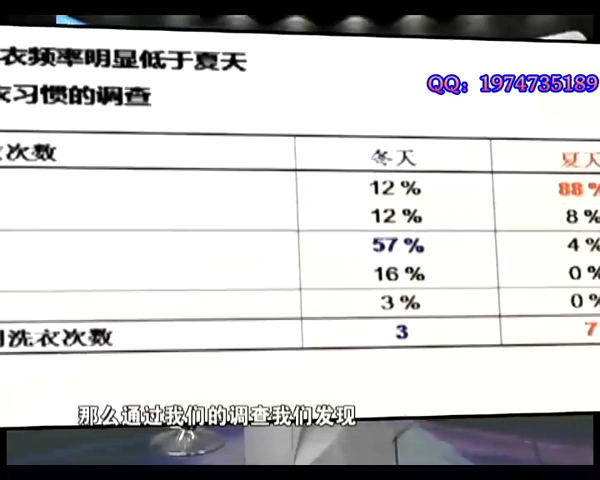 衣频率明显低于夏天
QQ：1974735189
衣习惯的调查
次数 冬天 夏天
12% 88%
12% 8%
57% 4%
16% 0%
3% 0%
洗衣次数 3 7
那么通过我们的调查我们发现